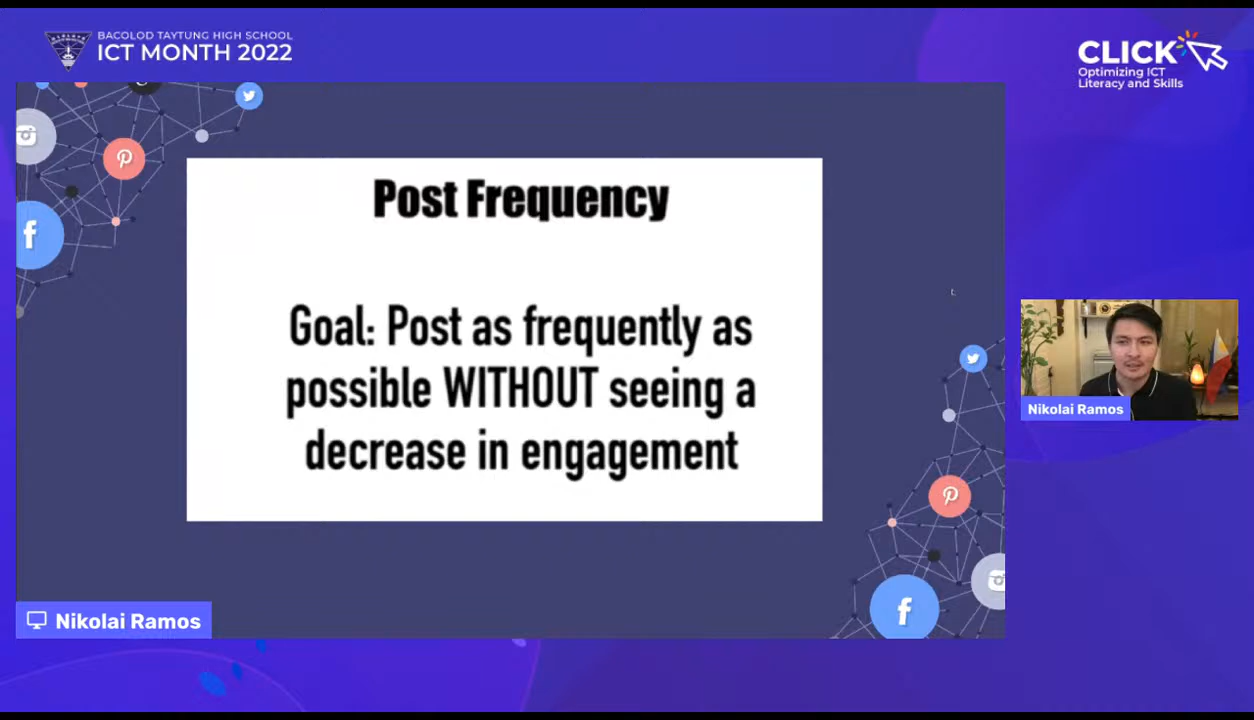 BACOLOD TAYTUNG HIGH SCHOOL
ICT MONTH 2022
CLICK
Optimizing ICT
Literacy and Skills
Post Frequency
Goal: Post as frequently as
possible WITHOUT seeing a
decrease in engagement
Nikolai Ramos
Nikolai Ramos